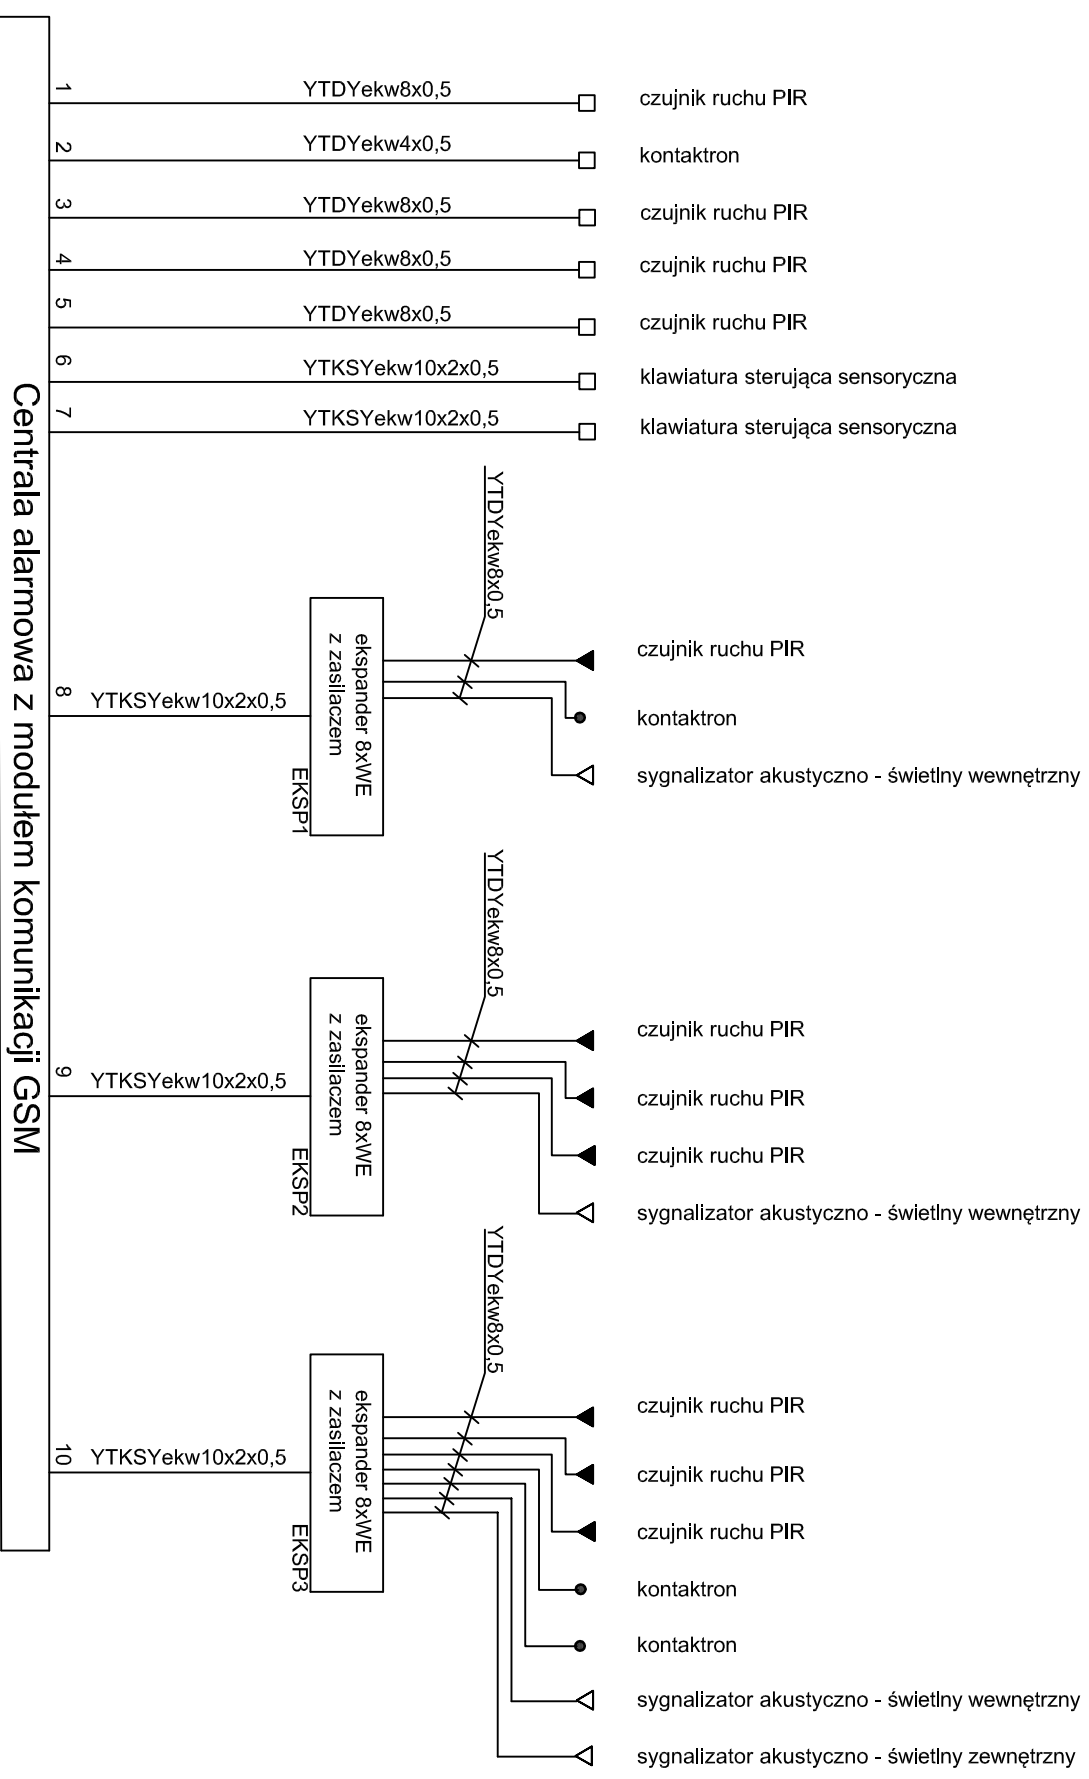 1
YTDYekw8x0,5
czujnik ruchu PIR
2
YTDYekw4x0,5
kontaktron
3
YTDYekw8x0,5
czujnik ruchu PIR
4
YTDYekw8x0,5
czujnik ruchu PIR
5
YTDYekw8x0,5
czujnik ruchu PIR
6
YTKSYekw10x2x0,5
klawiatura sterująca sensoryczna
7
YTKSYekw10x2x0,5
klawiatura sterująca sensoryczna
Centrala alarmowa z modułem komunikacji GSM
8
YTKSYekw10x2x0,5
ekspander 8xWE
z zasilaczem
EKSP1
YTDYekw8x0,5
czujnik ruchu PIR
kontaktron
sygnalizator akustyczno - świetlny wewnętrzny
9
YTKSYekw10x2x0,5
ekspander 8xWE
z zasilaczem
EKSP2
YTDYekw8x0,5
czujnik ruchu PIR
czujnik ruchu PIR
czujnik ruchu PIR
sygnalizator akustyczno - świetlny wewnętrzny
10
YTKSYekw10x2x0,5
ekspander 8xWE
z zasilaczem
EKSP3
YTDYekw8x0,5
czujnik ruchu PIR
czujnik ruchu PIR
czujnik ruchu PIR
kontaktron
kontaktron
sygnalizator akustyczno - świetlny wewnętrzny
sygnalizator akustyczno - świetlny zewnętrzny